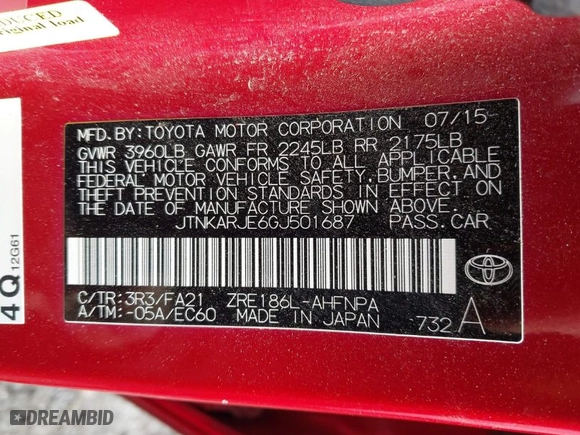 UCED
riginal load
07/15
MFD. BY: TOYOTA MOTOR CORPORATION
GVWR 3960LB GAWR FR 2245LB RR 2175LB
THIS VEHICLE CONFORMS TO ALL APPLICABLE
FEDERAL MOTOR VEHICLE SAFETY, BUMPER, AND
THEFT PREVENTION STANDARDS IN EFFECT ON
THE DATE OF MANUFACTURE SHOWN ABOVE.
JTNKARJE6GJ501687 PASS. CAR
TOYOTA
C/TR: 3R3/FA21 ZRE186L-AHFNPA
A/TM: -05A/EC60 MADE IN JAPAN -732 A
4Q 12G61
DREAMBID